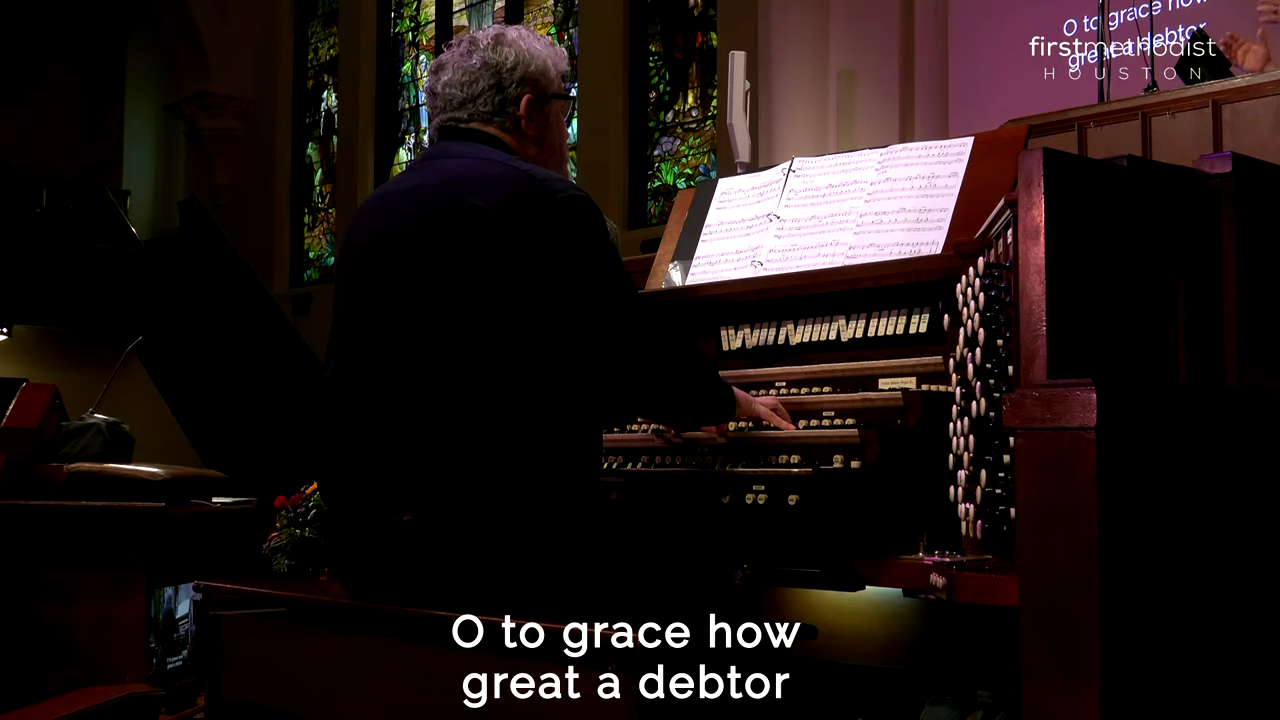 O to grace how
great a debtor
firstmethodist
HOUSTON
O to grace how
great a debtor